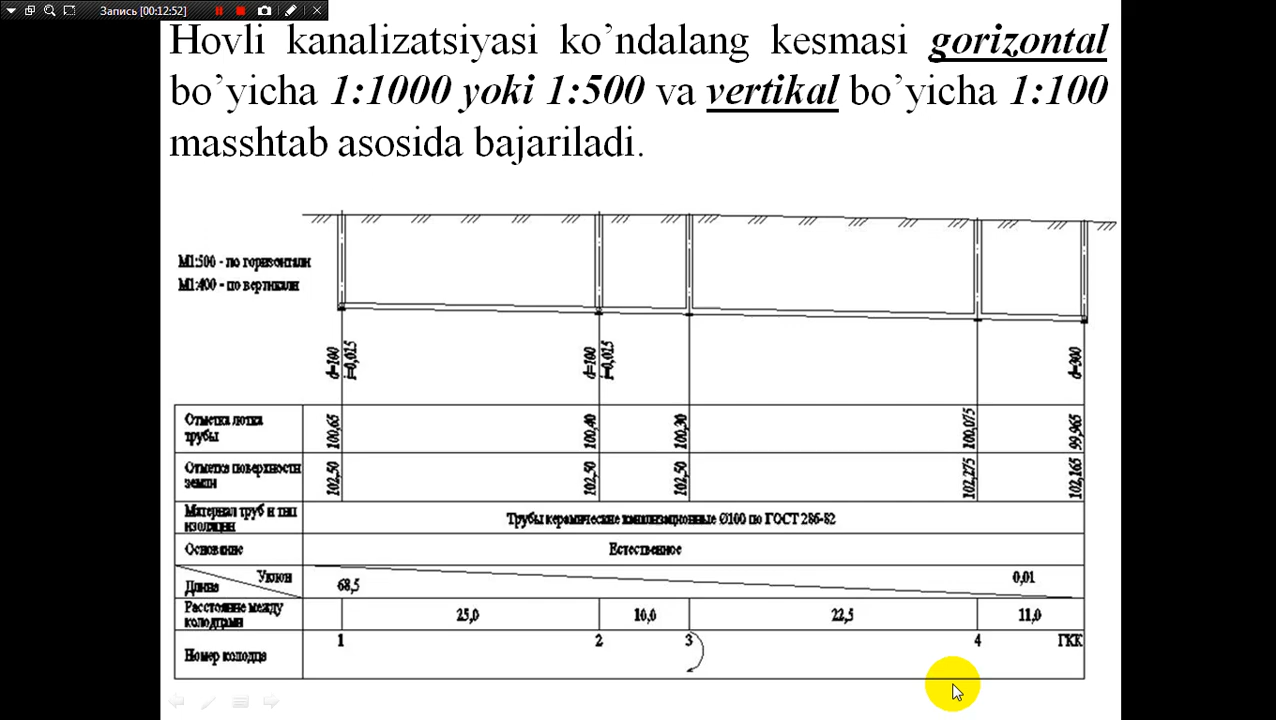 Запись [00:12:52]
Hovli kanalizatsiyasi ko’ndalang kesmasi gorizontal
bo’yicha 1:1000 yoki 1:500 va vertikal bo’yicha 1:100
masshtab asosida bajariladi.
М1:500 - по горизонтали
М1:400 - по вертикали
d=100 i=0,015 d=100 i=0,015 d=300
Отметка лотка
трубы
100,65 100,40 100,30 100,075 99,965
Отметка поверхности
земли
102,50 102,50 102,50 102,275 102,165
Материал труб и тип
изоляции
Трубы керамические канализационные Ø100 по ГОСТ 286-82
Основание Естественное
Уклон 0,01
Длина 68,5
Расстояние между
колодцами
25,0 10,0 22,5 11,0
Номер колодца
1 2 3 4 ГКК